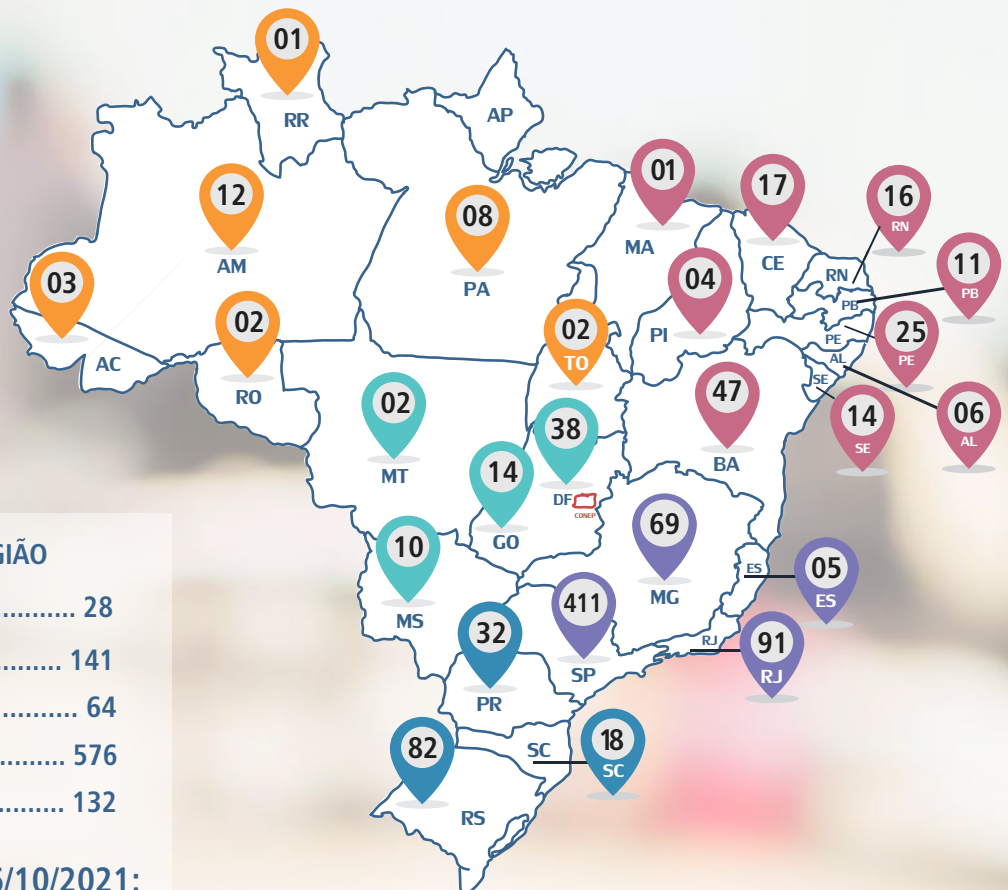 01
RR
AP
12
AM
08
PA
01
MA
17
CE
16
RN
RN
11
PB
PB
03
AC
02
RO
02
TO
04
PI
25
PE
PE
AL
06
AL
SE
14
SE
47
BA
02
MT
38
DF
CONEP
14
GO
10
MS
69
MG
ES
05
ES
411
SP
RJ
91
RJ
32
PR
SC
18
SC
82
RS
GIÃO
.......... 28
.......... 141
.......... 64
.......... 576
.......... 132
/10/2021: